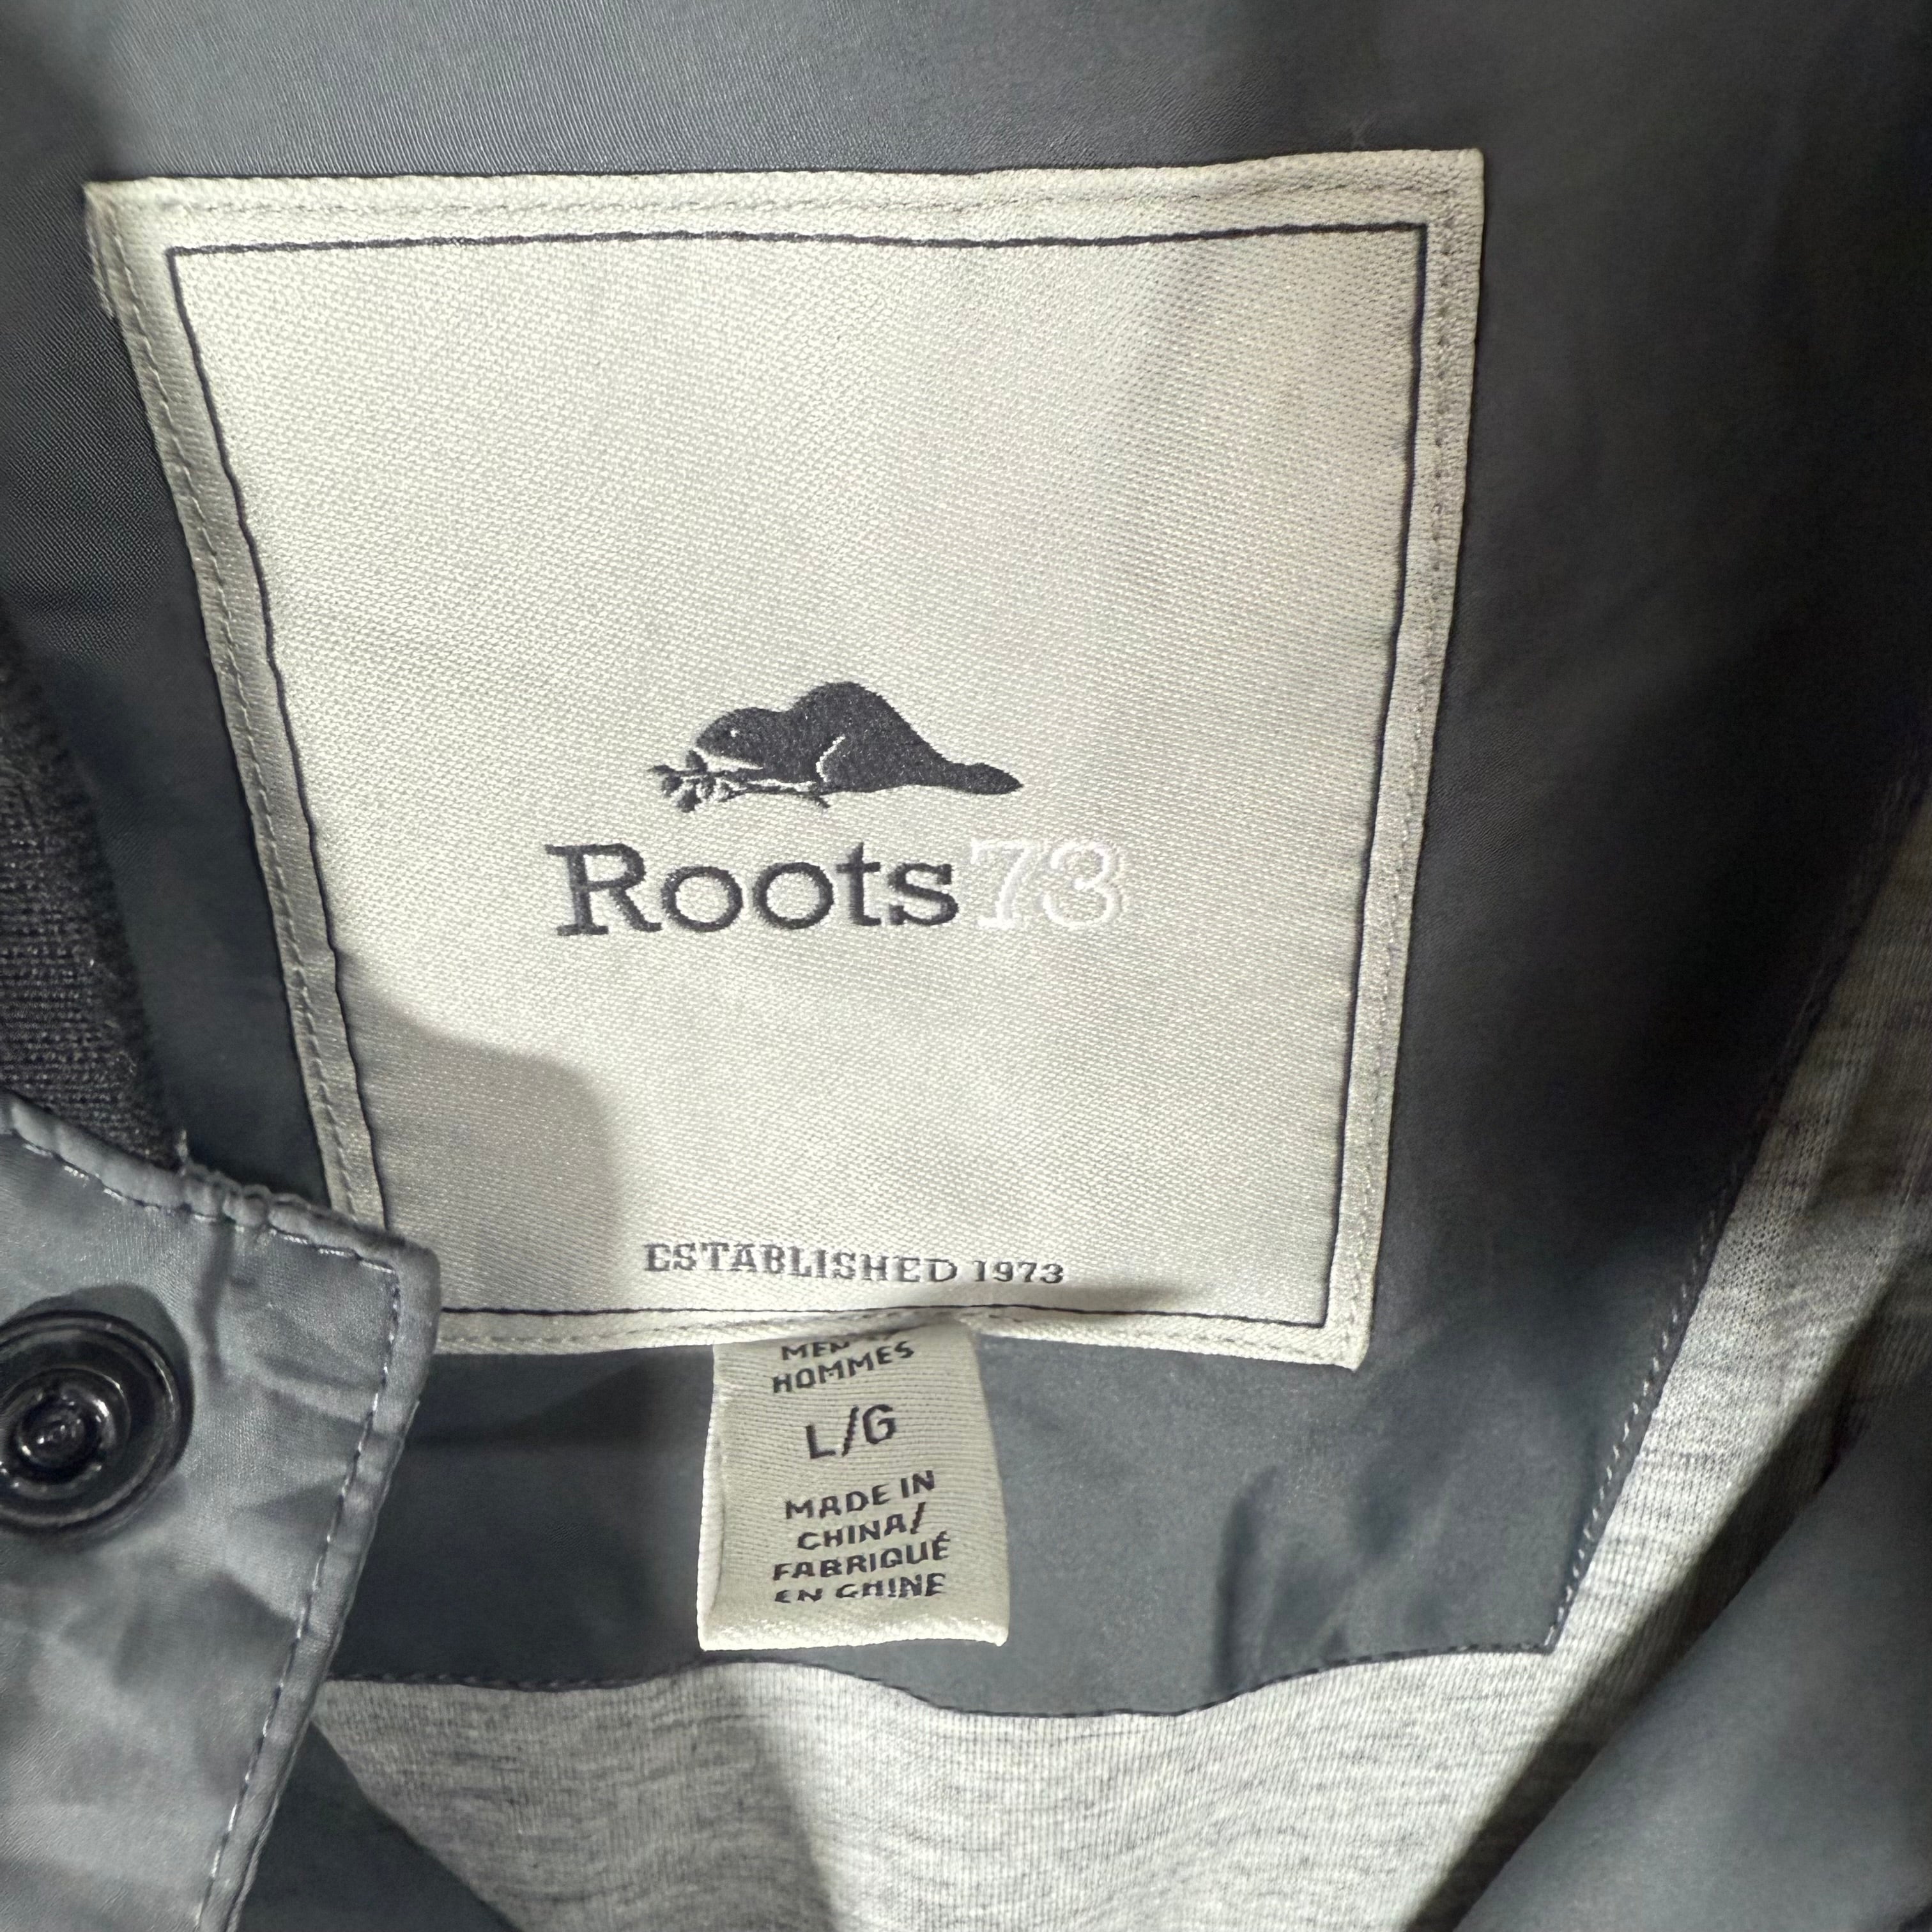 Roots73
ESTABLISHED 1973
HOMMES
L/G
MADE IN
CHINA/
FABRIQUÉ
EN CHINE